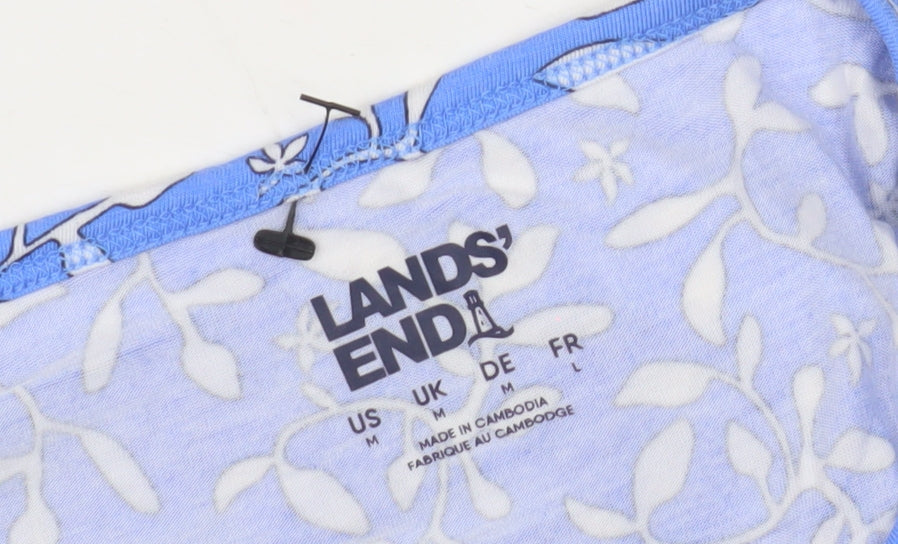 LANDS'
END
US UK DE FR
M M M L
MADE IN CAMBODIA
FABRIQUE AU CAMBODGE